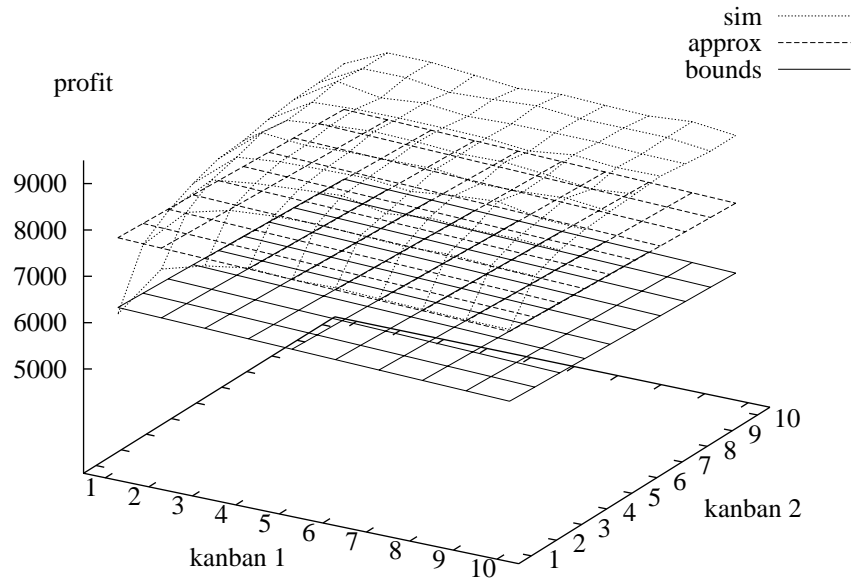 sim
approx
bounds
profit
9000
8000
7000
6000
5000
1 2 3 4 5 6 7 8 9 10
kanban 1
1 2 3 4 5 6 7 8 9 10
kanban 2